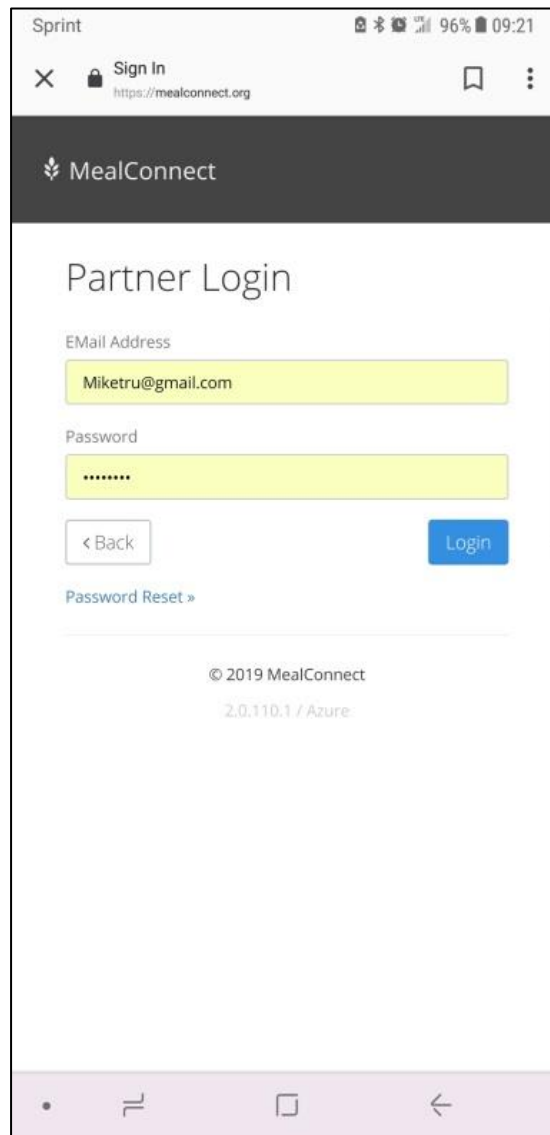 Sprint 96% 09:21
Sign In
https://mealconnect.org
MealConnect
Partner Login
EMail Address
Miketru@gmail.com
Password
••••••••
< Back Login
Password Reset »
© 2019 MealConnect
2.0.110.1 / Azure